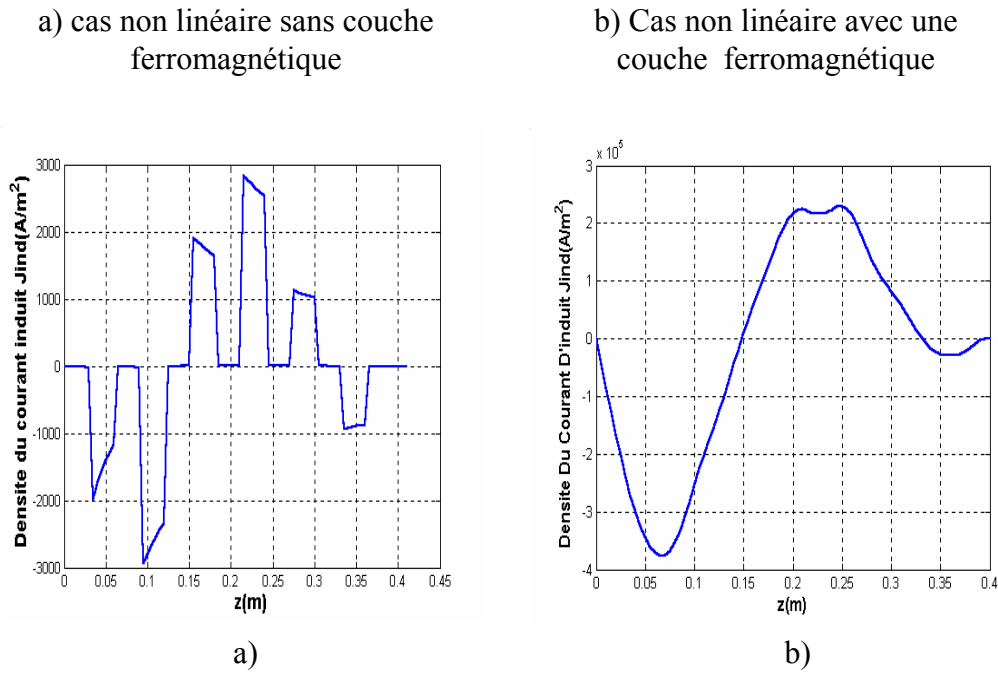 a) cas non linéaire sans couche
ferromagnétique
b) Cas non linéaire avec une
couche ferromagnétique
Densite du courant induit Jind(A/m²)
3000
2000
1000
0
-1000
-2000
-3000
0 0.05 0.1 0.15 0.2 0.25 0.3 0.35 0.4 0.45
z(m)
a)
Densite Du Courant D'induit Jind(A/m²)
x 10⁵
3
2
1
0
-1
-2
-3
-4
0 0.05 0.1 0.15 0.2 0.25 0.3 0.35 0.4
z(m)
b)